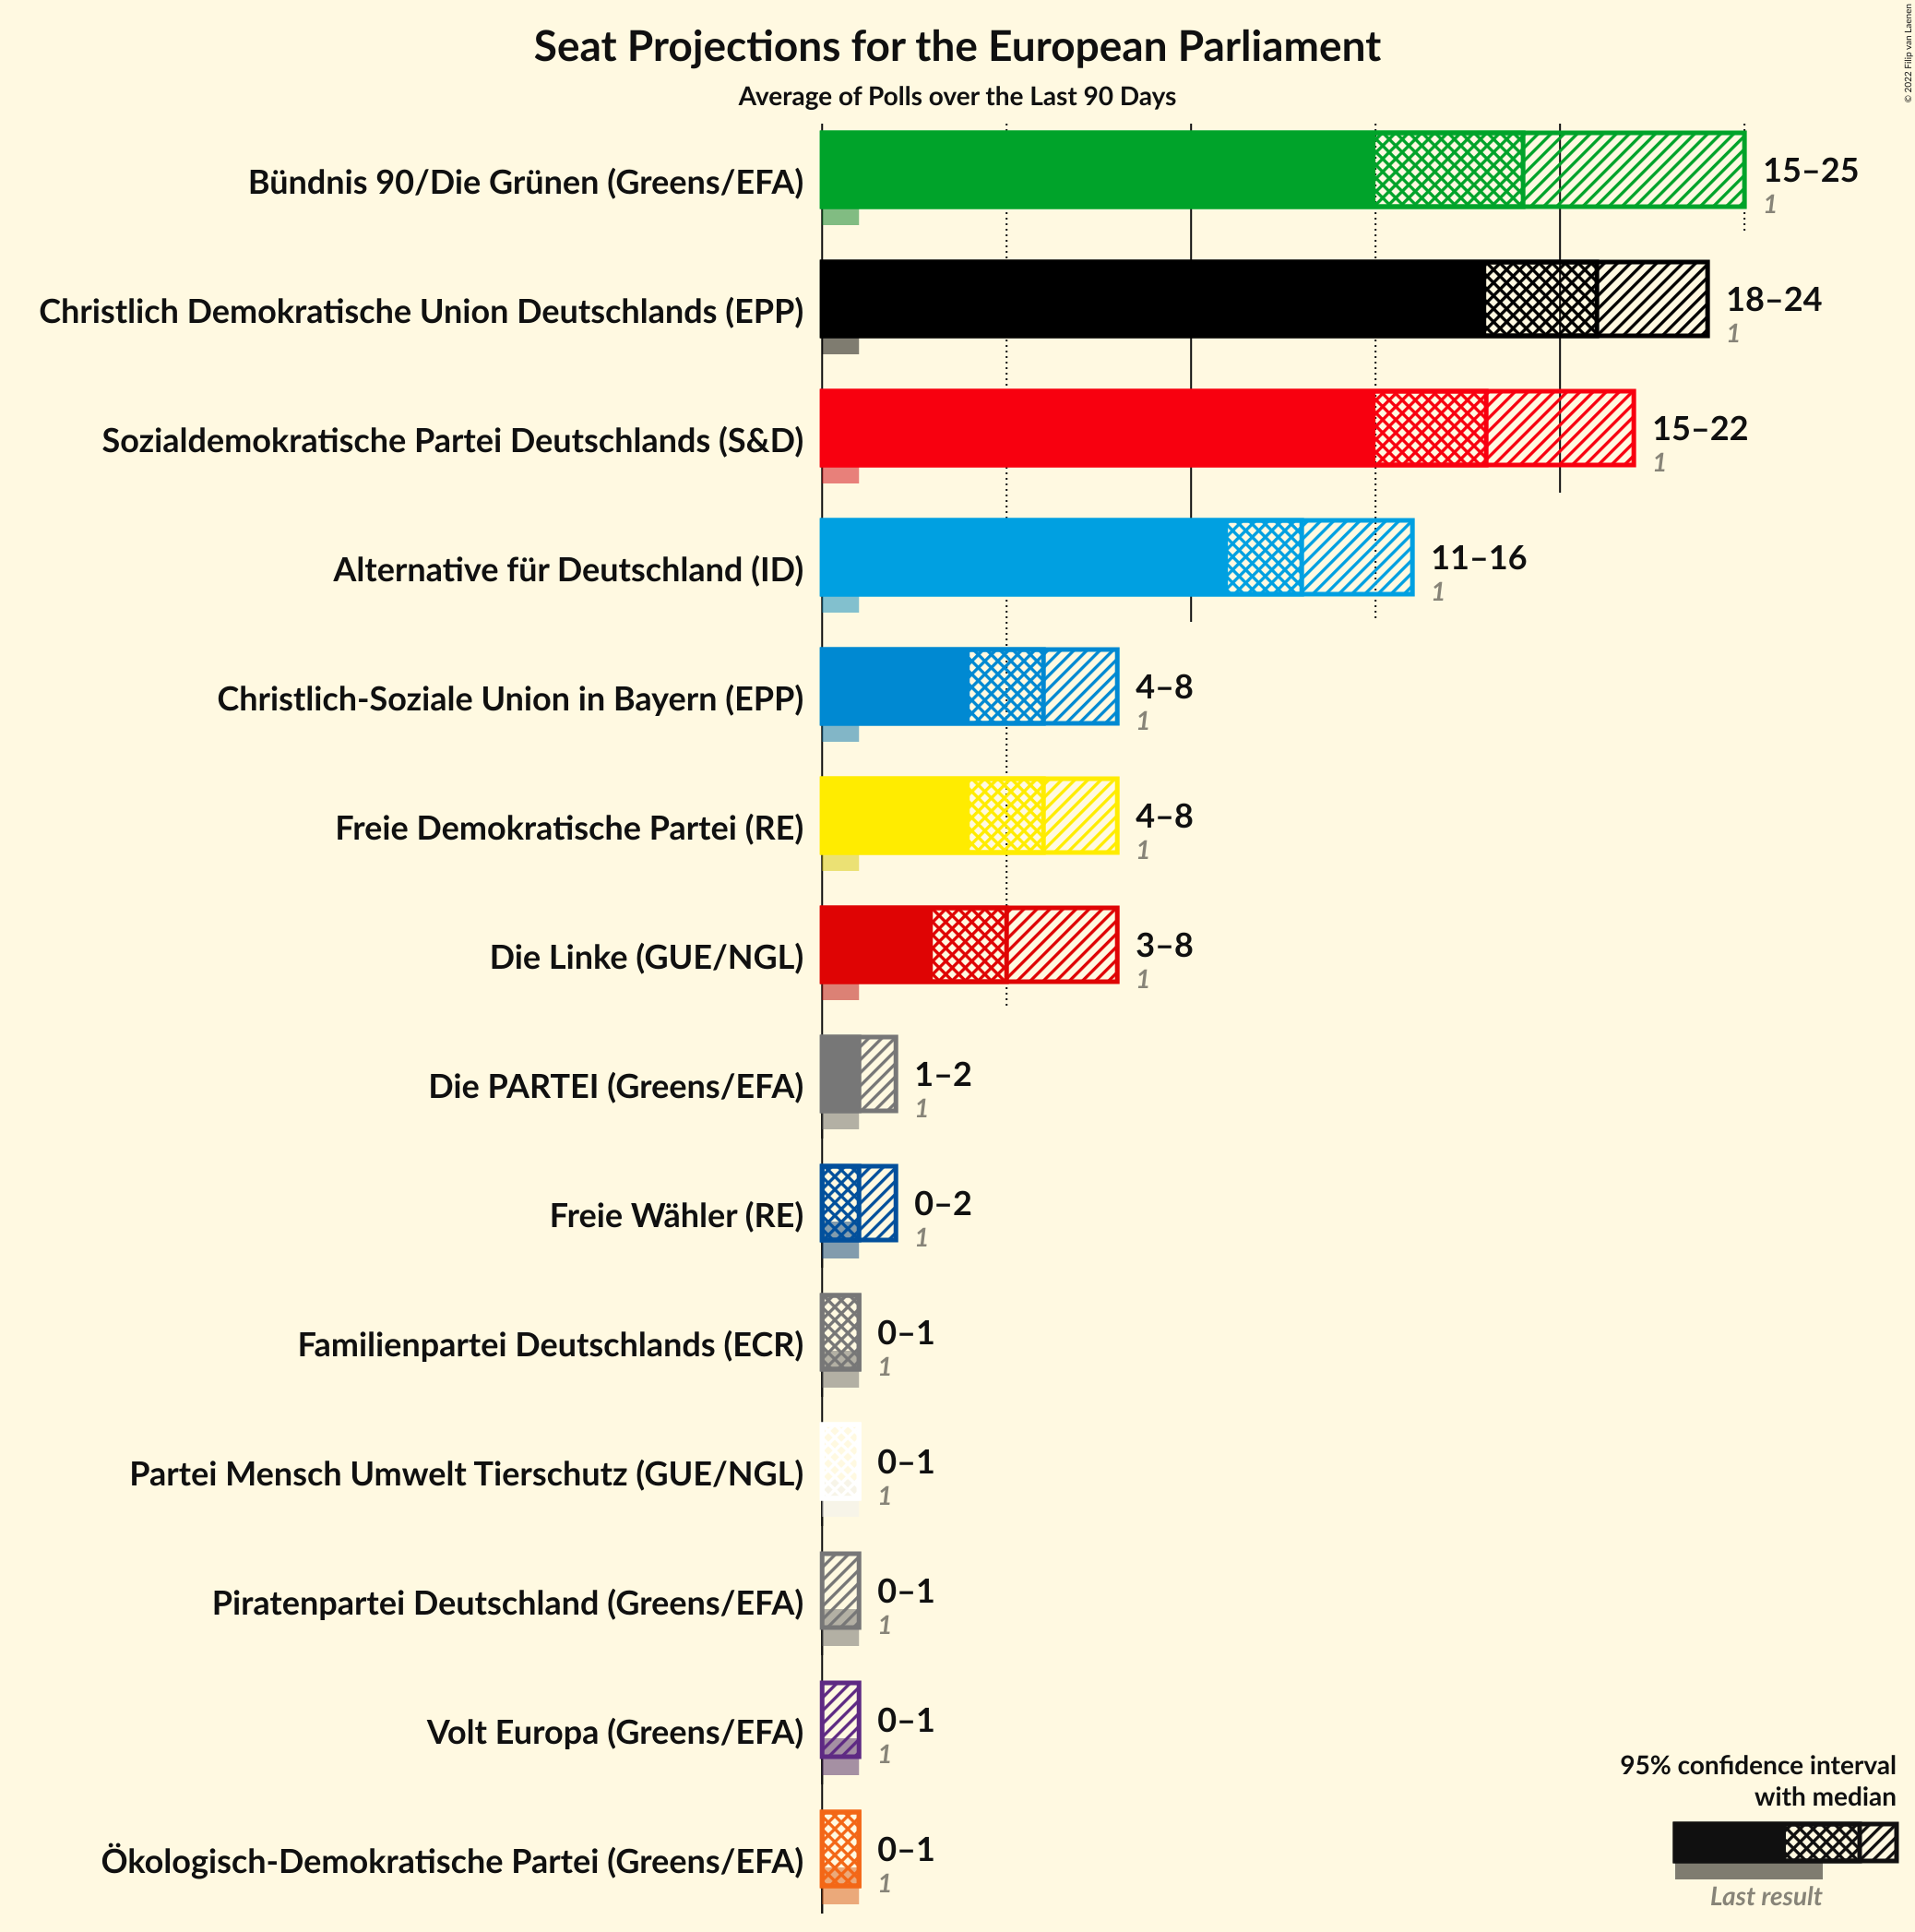 Seat Projections for the European Parliament
Average of Polls over the Last 90 Days
© 2022 Filip van Laenen
Bündnis 90/Die Grünen (Greens/EFA)
15–25
1
Christlich Demokratische Union Deutschlands (EPP)
18–24
1
Sozialdemokratische Partei Deutschlands (S&D)
15–22
1
Alternative für Deutschland (ID)
11–16
1
Christlich-Soziale Union in Bayern (EPP)
4–8
1
Freie Demokratische Partei (RE)
4–8
1
Die Linke (GUE/NGL)
3–8
1
Die PARTEI (Greens/EFA)
1–2
1
Freie Wähler (RE)
0–2
1
Familienpartei Deutschlands (ECR)
0–1
1
Partei Mensch Umwelt Tierschutz (GUE/NGL)
0–1
1
Piratenpartei Deutschland (Greens/EFA)
0–1
1
Volt Europa (Greens/EFA)
0–1
1
Ökologisch-Demokratische Partei (Greens/EFA)
0–1
1
95% confidence interval
with median
Last result